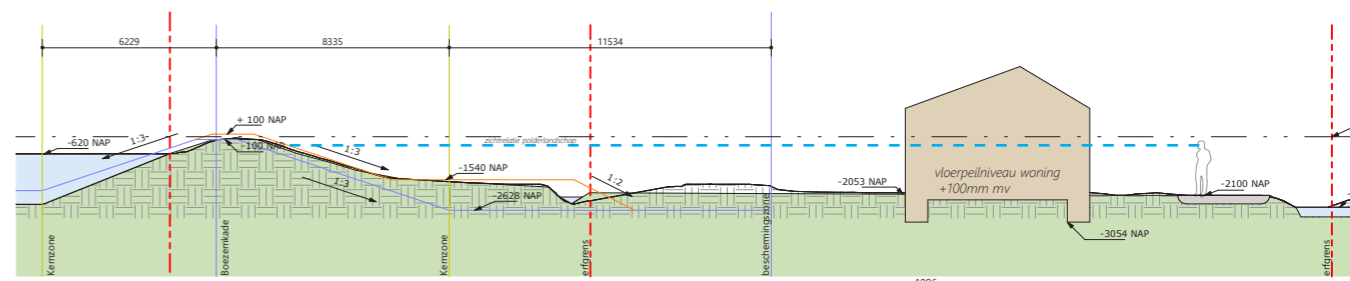 6229
8335
11534
-620 NAP
1:3
+ 100 NAP
-100 NAP
1:3
zichtrelatie polderlandschap
-1540 NAP
1:3
-2628 NAP
1:2
-2053 NAP
vloerpeilniveau woning
+100mm mv
-2100 NAP
-3054 NAP
Kernzone
Boezemkade
Kernzone
erfgrens
beschermingszone
erfgrens